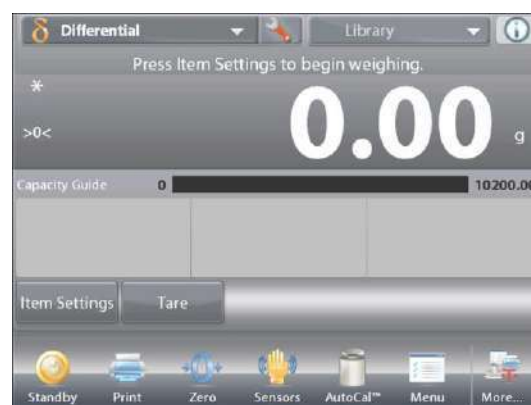 δ Differential Library i
Press Item Settings to begin weighing.
*
>0< 0.00 g
Capacity Guide 0 10200.00
Item Settings Tare
Standby Print Zero Sensors AutoCal™ Menu More...